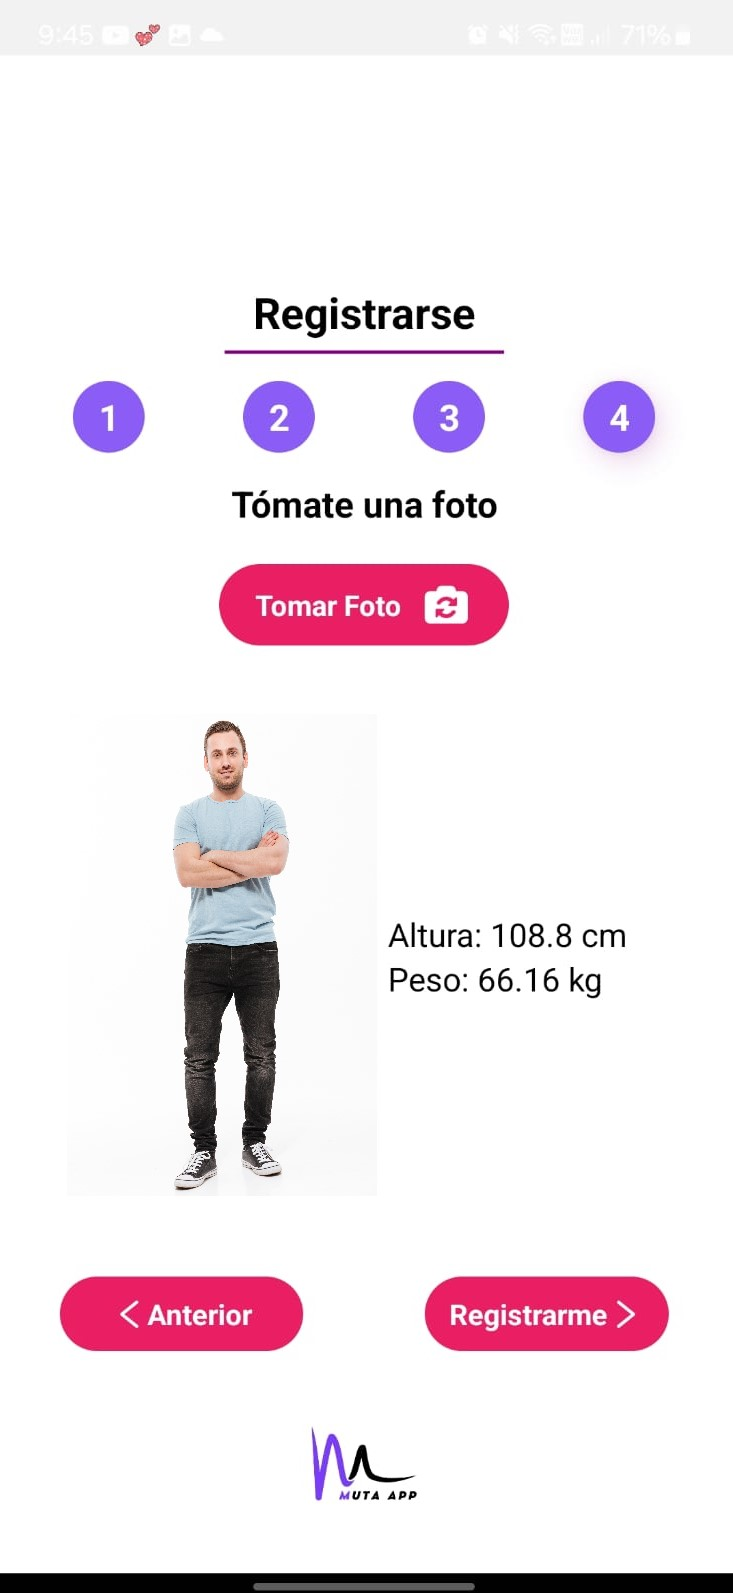 9:45
71%
Registrarse
1 2 3 4
Tómate una foto
Tomar Foto
Altura: 108.8 cm
Peso: 66.16 kg
Anterior
Registrarme
MUTA APP